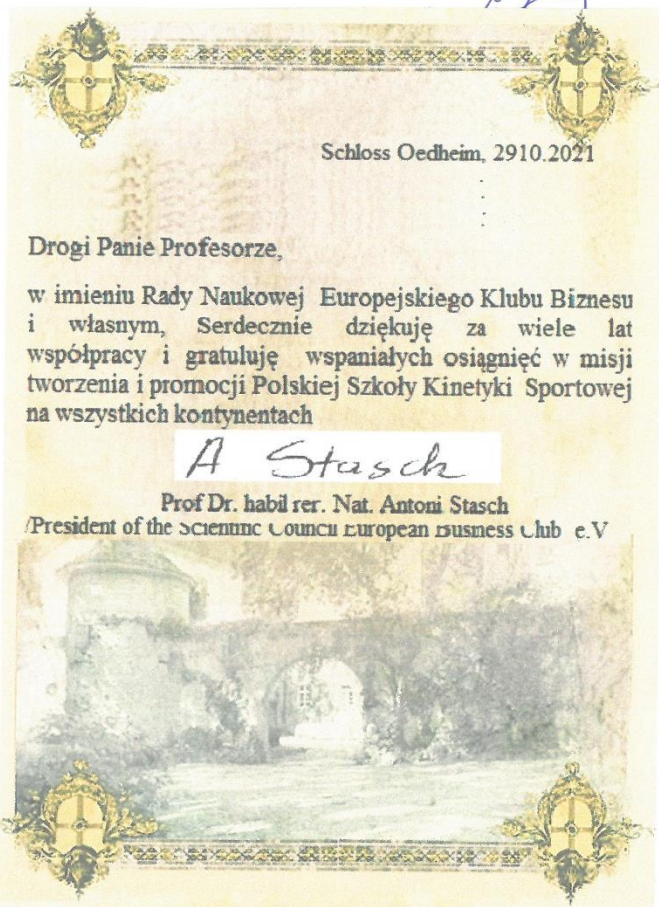 Schloss Oedheim, 2910.2021
Drogi Panie Profesorze,
w imieniu Rady Naukowej Europejskiego Klubu Biznesu
i własnym, Serdecznie dziękuję za wiele lat
współpracy i gratuluję wspaniałych osiągnięć w misji
tworzenia i promocji Polskiej Szkoły Kinetyki Sportowej
na wszystkich kontynentach
A Stasch
Prof Dr. habil rer. Nat. Antoni Stasch
/President of the Scientific Council European Business Club e.V